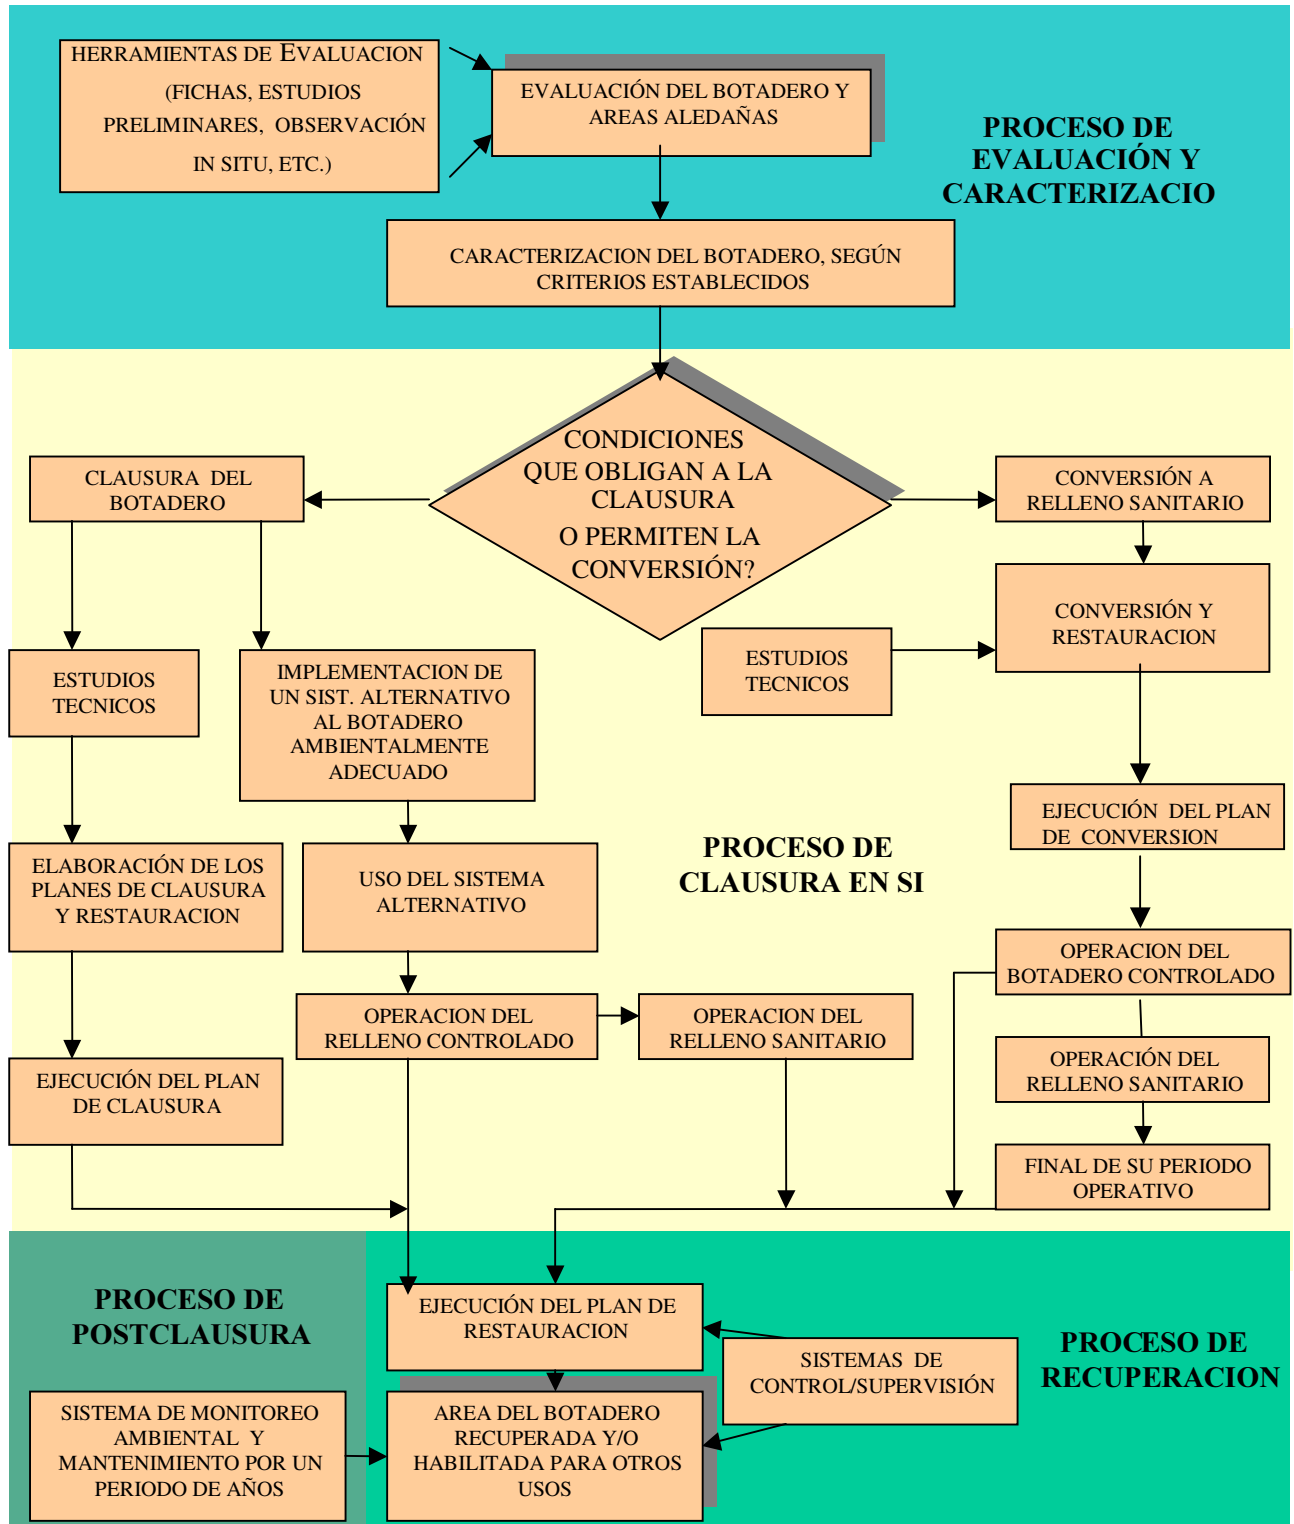 HERRAMIENTAS DE EVALUACION
(FICHAS, ESTUDIOS
PRELIMINARES, OBSERVACIÓN
IN SITU, ETC.)
EVALUACIÓN DEL BOTADERO Y
AREAS ALEDAÑAS
PROCESO DE
EVALUACIÓN Y
CARACTERIZACIO
CARACTERIZACION DEL BOTADERO, SEGÚN
CRITERIOS ESTABLECIDOS
CONDICIONES
QUE OBLIGAN A LA
CLAUSURA
O PERMITEN LA
CONVERSIÓN?
CLAUSURA DEL
BOTADERO
CONVERSIÓN A
RELLENO SANITARIO
CONVERSIÓN Y
RESTAURACION
ESTUDIOS
TECNICOS
ESTUDIOS
TECNICOS
IMPLEMENTACION DE
UN SIST. ALTERNATIVO
AL BOTADERO
AMBIENTALMENTE
ADECUADO
EJECUCIÓN DEL PLAN
DE CONVERSION
PROCESO DE
CLAUSURA EN SI
ELABORACIÓN DE LOS
PLANES DE CLAUSURA
Y RESTAURACION
USO DEL SISTEMA
ALTERNATIVO
OPERACION DEL
BOTADERO CONTROLADO
OPERACION DEL
RELLENO CONTROLADO
OPERACION DEL
RELLENO SANITARIO
OPERACIÓN DEL
RELLENO SANITARIO
EJECUCIÓN DEL PLAN
DE CLAUSURA
FINAL DE SU PERIODO
OPERATIVO
PROCESO DE
POSTCLAUSURA
EJECUCIÓN DEL PLAN DE
RESTAURACION
SISTEMAS DE
CONTROL/SUPERVISIÓN
PROCESO DE
RECUPERACION
SISTEMA DE MONITOREO
AMBIENTAL Y
MANTENIMIENTO POR UN
PERIODO DE AÑOS
AREA DEL BOTADERO
RECUPERADA Y/O
HABILITADA PARA OTROS
USOS